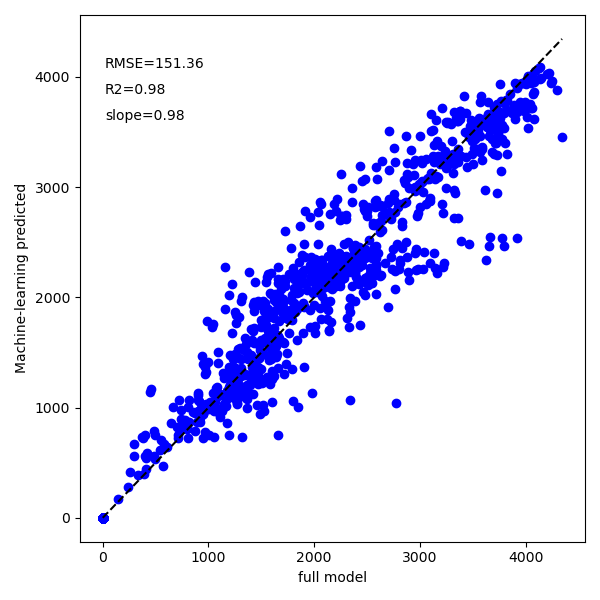 RMSE=151.36
R2=0.98
slope=0.98
Machine-learning predicted
4000
3000
2000
1000
0
0 1000 2000 3000 4000
full model